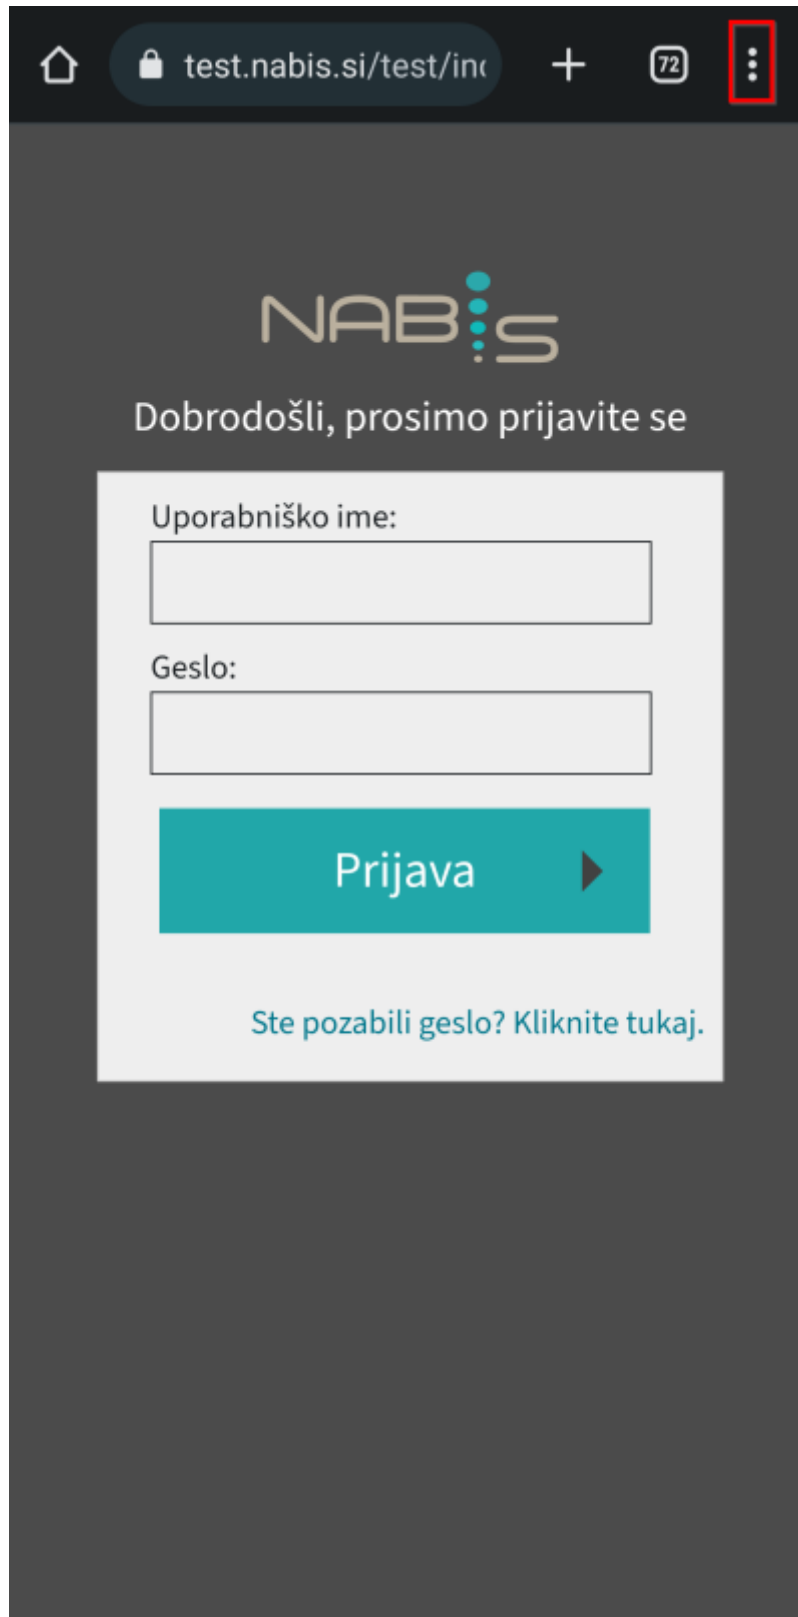 test.nabis.si/test/in
72
NABIS
Dobrodošli, prosimo prijavite se
Uporabniško ime:
Geslo:
Prijava
Ste pozabili geslo? Kliknite tukaj.